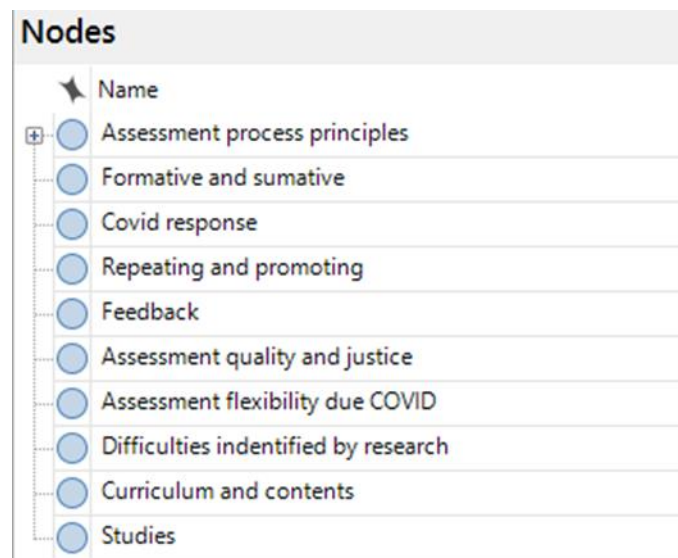 Nodes
Name
Assessment process principles
Formative and sumative
Covid response
Repeating and promoting
Feedback
Assessment quality and justice
Assessment flexibility due COVID
Difficulties indentified by research
Curriculum and contents
Studies